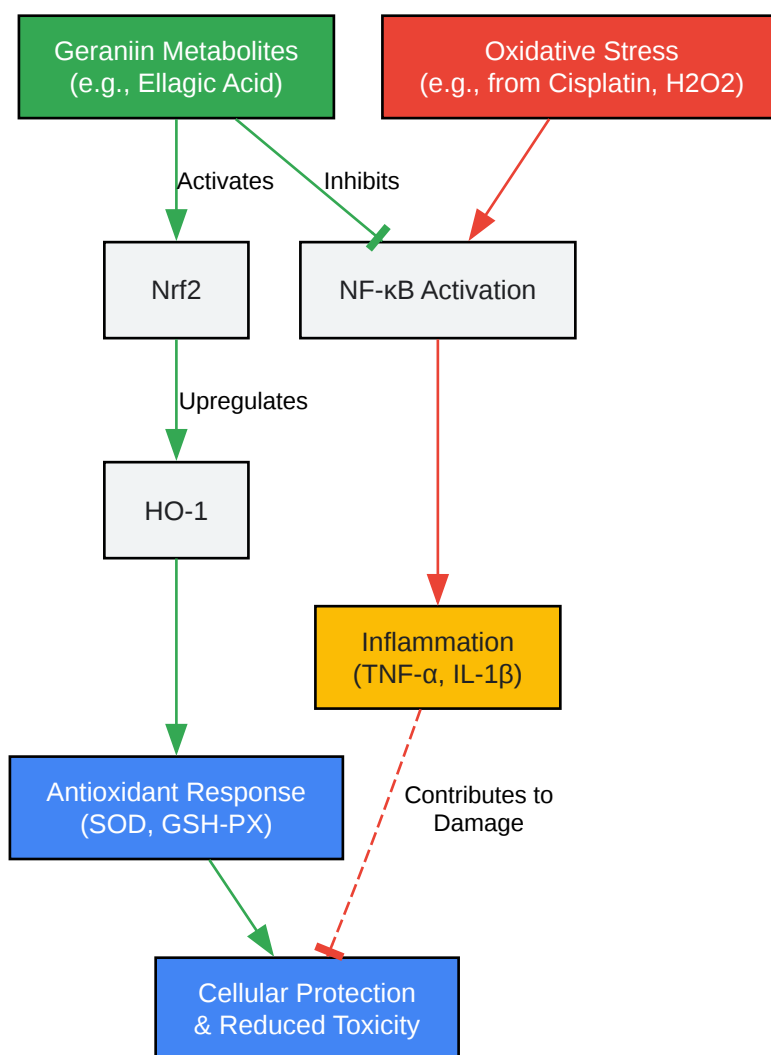 Geraniin Metabolites
(e.g., Ellagic Acid)
Oxidative Stress
(e.g., from Cisplatin, H2O2)
Activates
Inhibits
Nrf2
NF-κB Activation
Upregulates
HO-1
Inflammation
(TNF-α, IL-1β)
Antioxidant Response
(SOD, GSH-PX)
Contributes to
Damage
Cellular Protection
& Reduced Toxicity